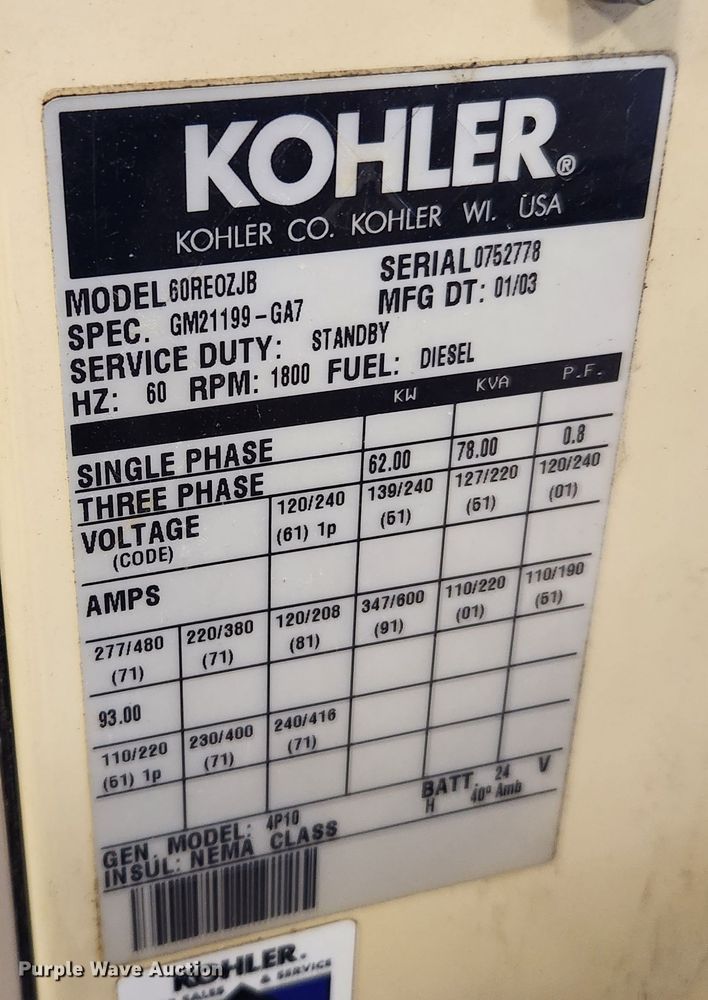 KOHLER®
KOHLER CO. KOHLER WI. USA
MODEL 60REOZJB SERIAL 0752778
SPEC. GM21199-GA7 MFG DT: 01/03
SERVICE DUTY: STANDBY
HZ: 60 RPM: 1800 FUEL: DIESEL
KW KVA P.F.
SINGLE PHASE
THREE PHASE 62.00 78.00 0.8
VOLTAGE 120/240 139/240 127/220 120/240
(CODE) (61) 1p (51) (51) (01)
AMPS
277/480 220/380 120/208 347/600 110/220 110/190
(71) (71) (81) (91) (01) (51)
93.00
110/220 230/400 240/416
(51) 1p (71) (71)
BATT. 24 V
GEN. MODEL: 4P10 H 40º Amb
INSUL: NEMA CLASS
KOHLER.
SALES & SERVICE
Purple Wave Auction